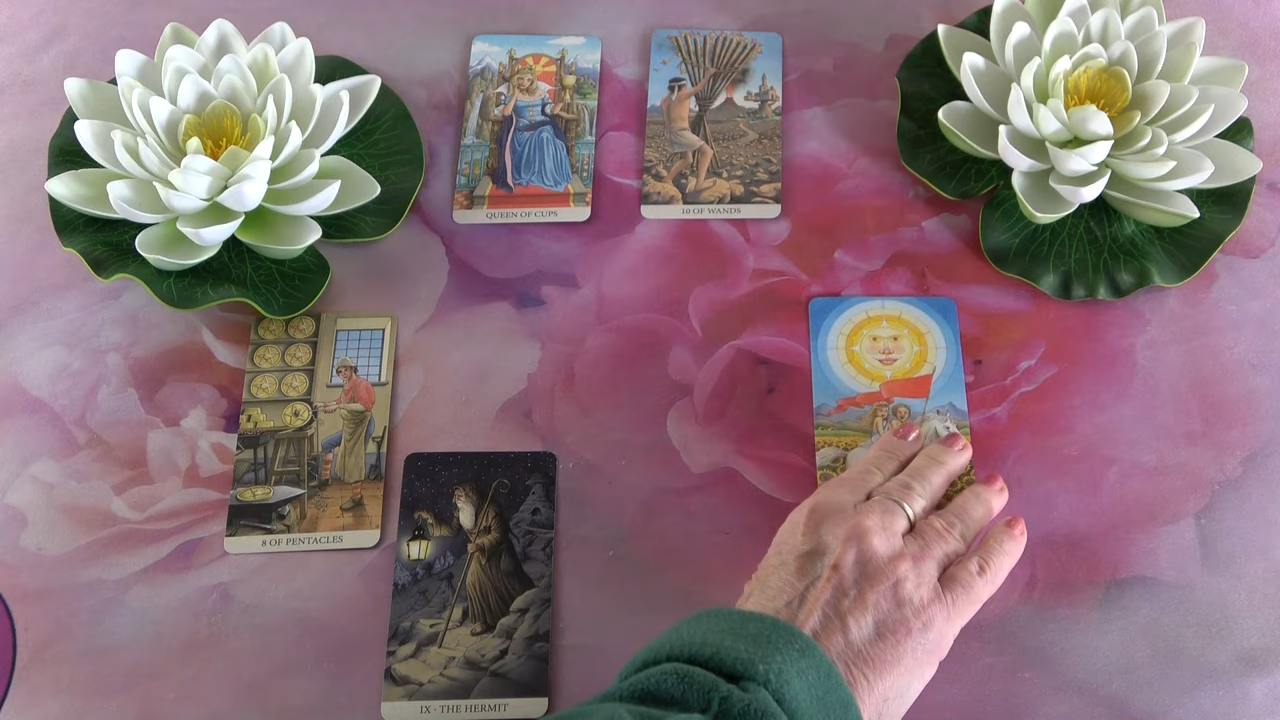 QUEEN OF CUPS
10 OF WANDS
8 OF PENTACLES
IX · THE HERMIT